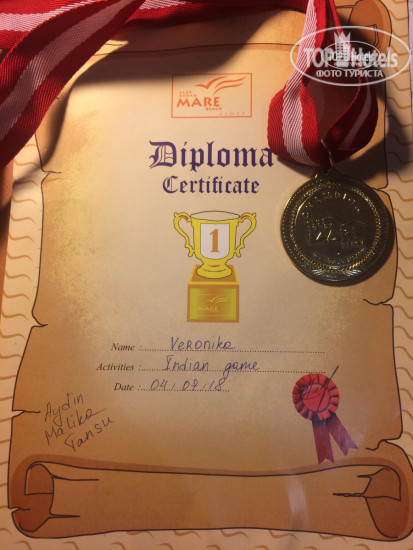 TOPHotels
ФОТО ТУРИСТА
MARE
Diploma
Certificate
1
MARE
Name : Veronika
Activities : Indian game
Date : 04.09.18
Aydin
Malika
Tansu